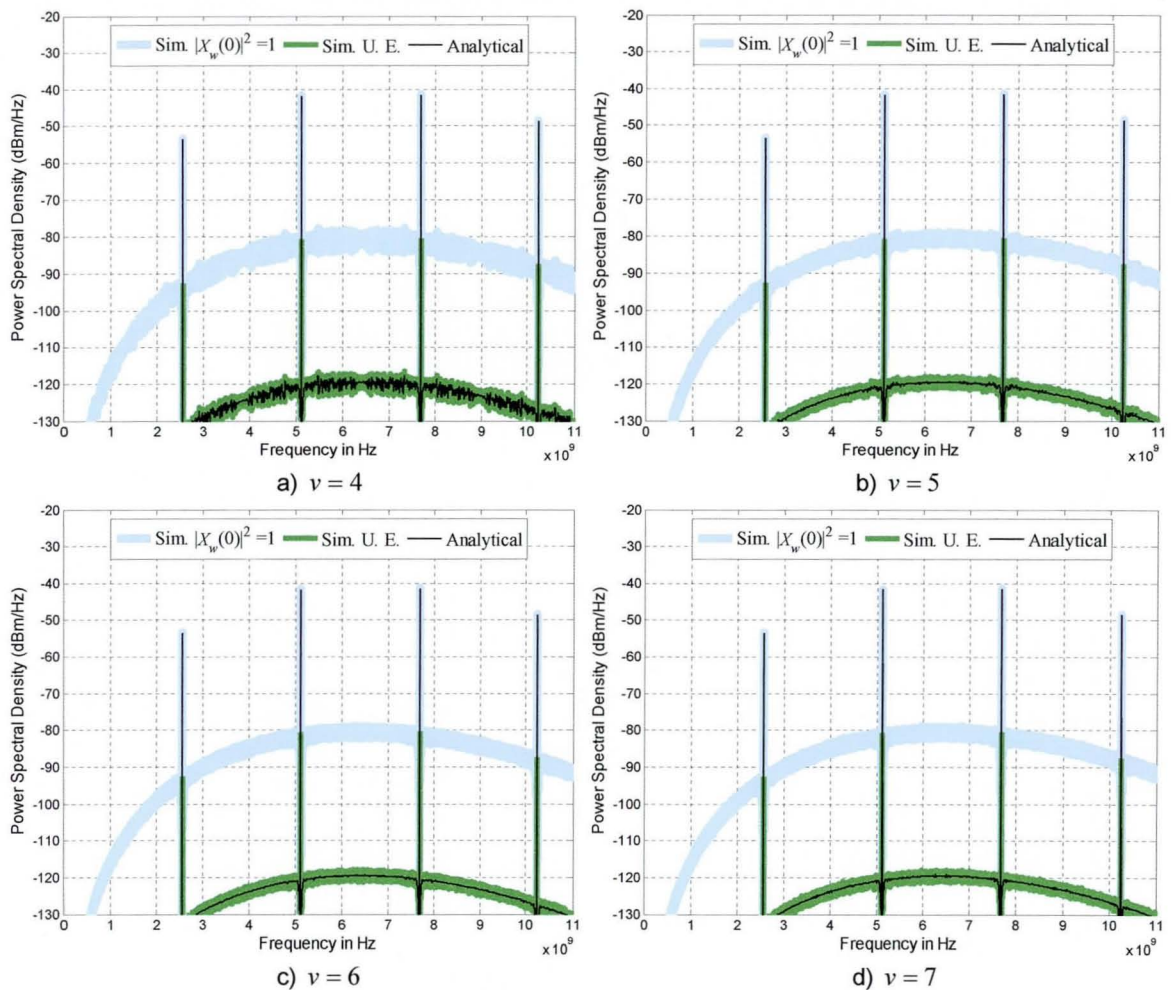 -20
-30
-40
-50
-60
-70
-80
-90
-100
-110
-120
-130
Power Spectral Density (dBm/Hz)
Sim. |X_w(0)|² =1 Sim. U. E. Analytical
0 1 2 3 4 5 6 7 8 9 10 11
Frequency in Hz
x 10⁹
a) v = 4
-20
-30
-40
-50
-60
-70
-80
-90
-100
-110
-120
-130
Power Spectral Density (dBm/Hz)
Sim. |X_w(0)|² =1 Sim. U. E. Analytical
0 1 2 3 4 5 6 7 8 9 10 11
Frequency in Hz
x 10⁹
b) v = 5
-20
-30
-40
-50
-60
-70
-80
-90
-100
-110
-120
-130
Power Spectral Density (dBm/Hz)
Sim. |X_w(0)|² =1 Sim. U. E. Analytical
0 1 2 3 4 5 6 7 8 9 10 11
Frequency in Hz
x 10⁹
c) v = 6
-20
-30
-40
-50
-60
-70
-80
-90
-100
-110
-120
-130
Power Spectral Density (dBm/Hz)
Sim. |X_w(0)|² =1 Sim. U. E. Analytical
0 1 2 3 4 5 6 7 8 9 10 11
Frequency in Hz
x 10⁹
d) v = 7